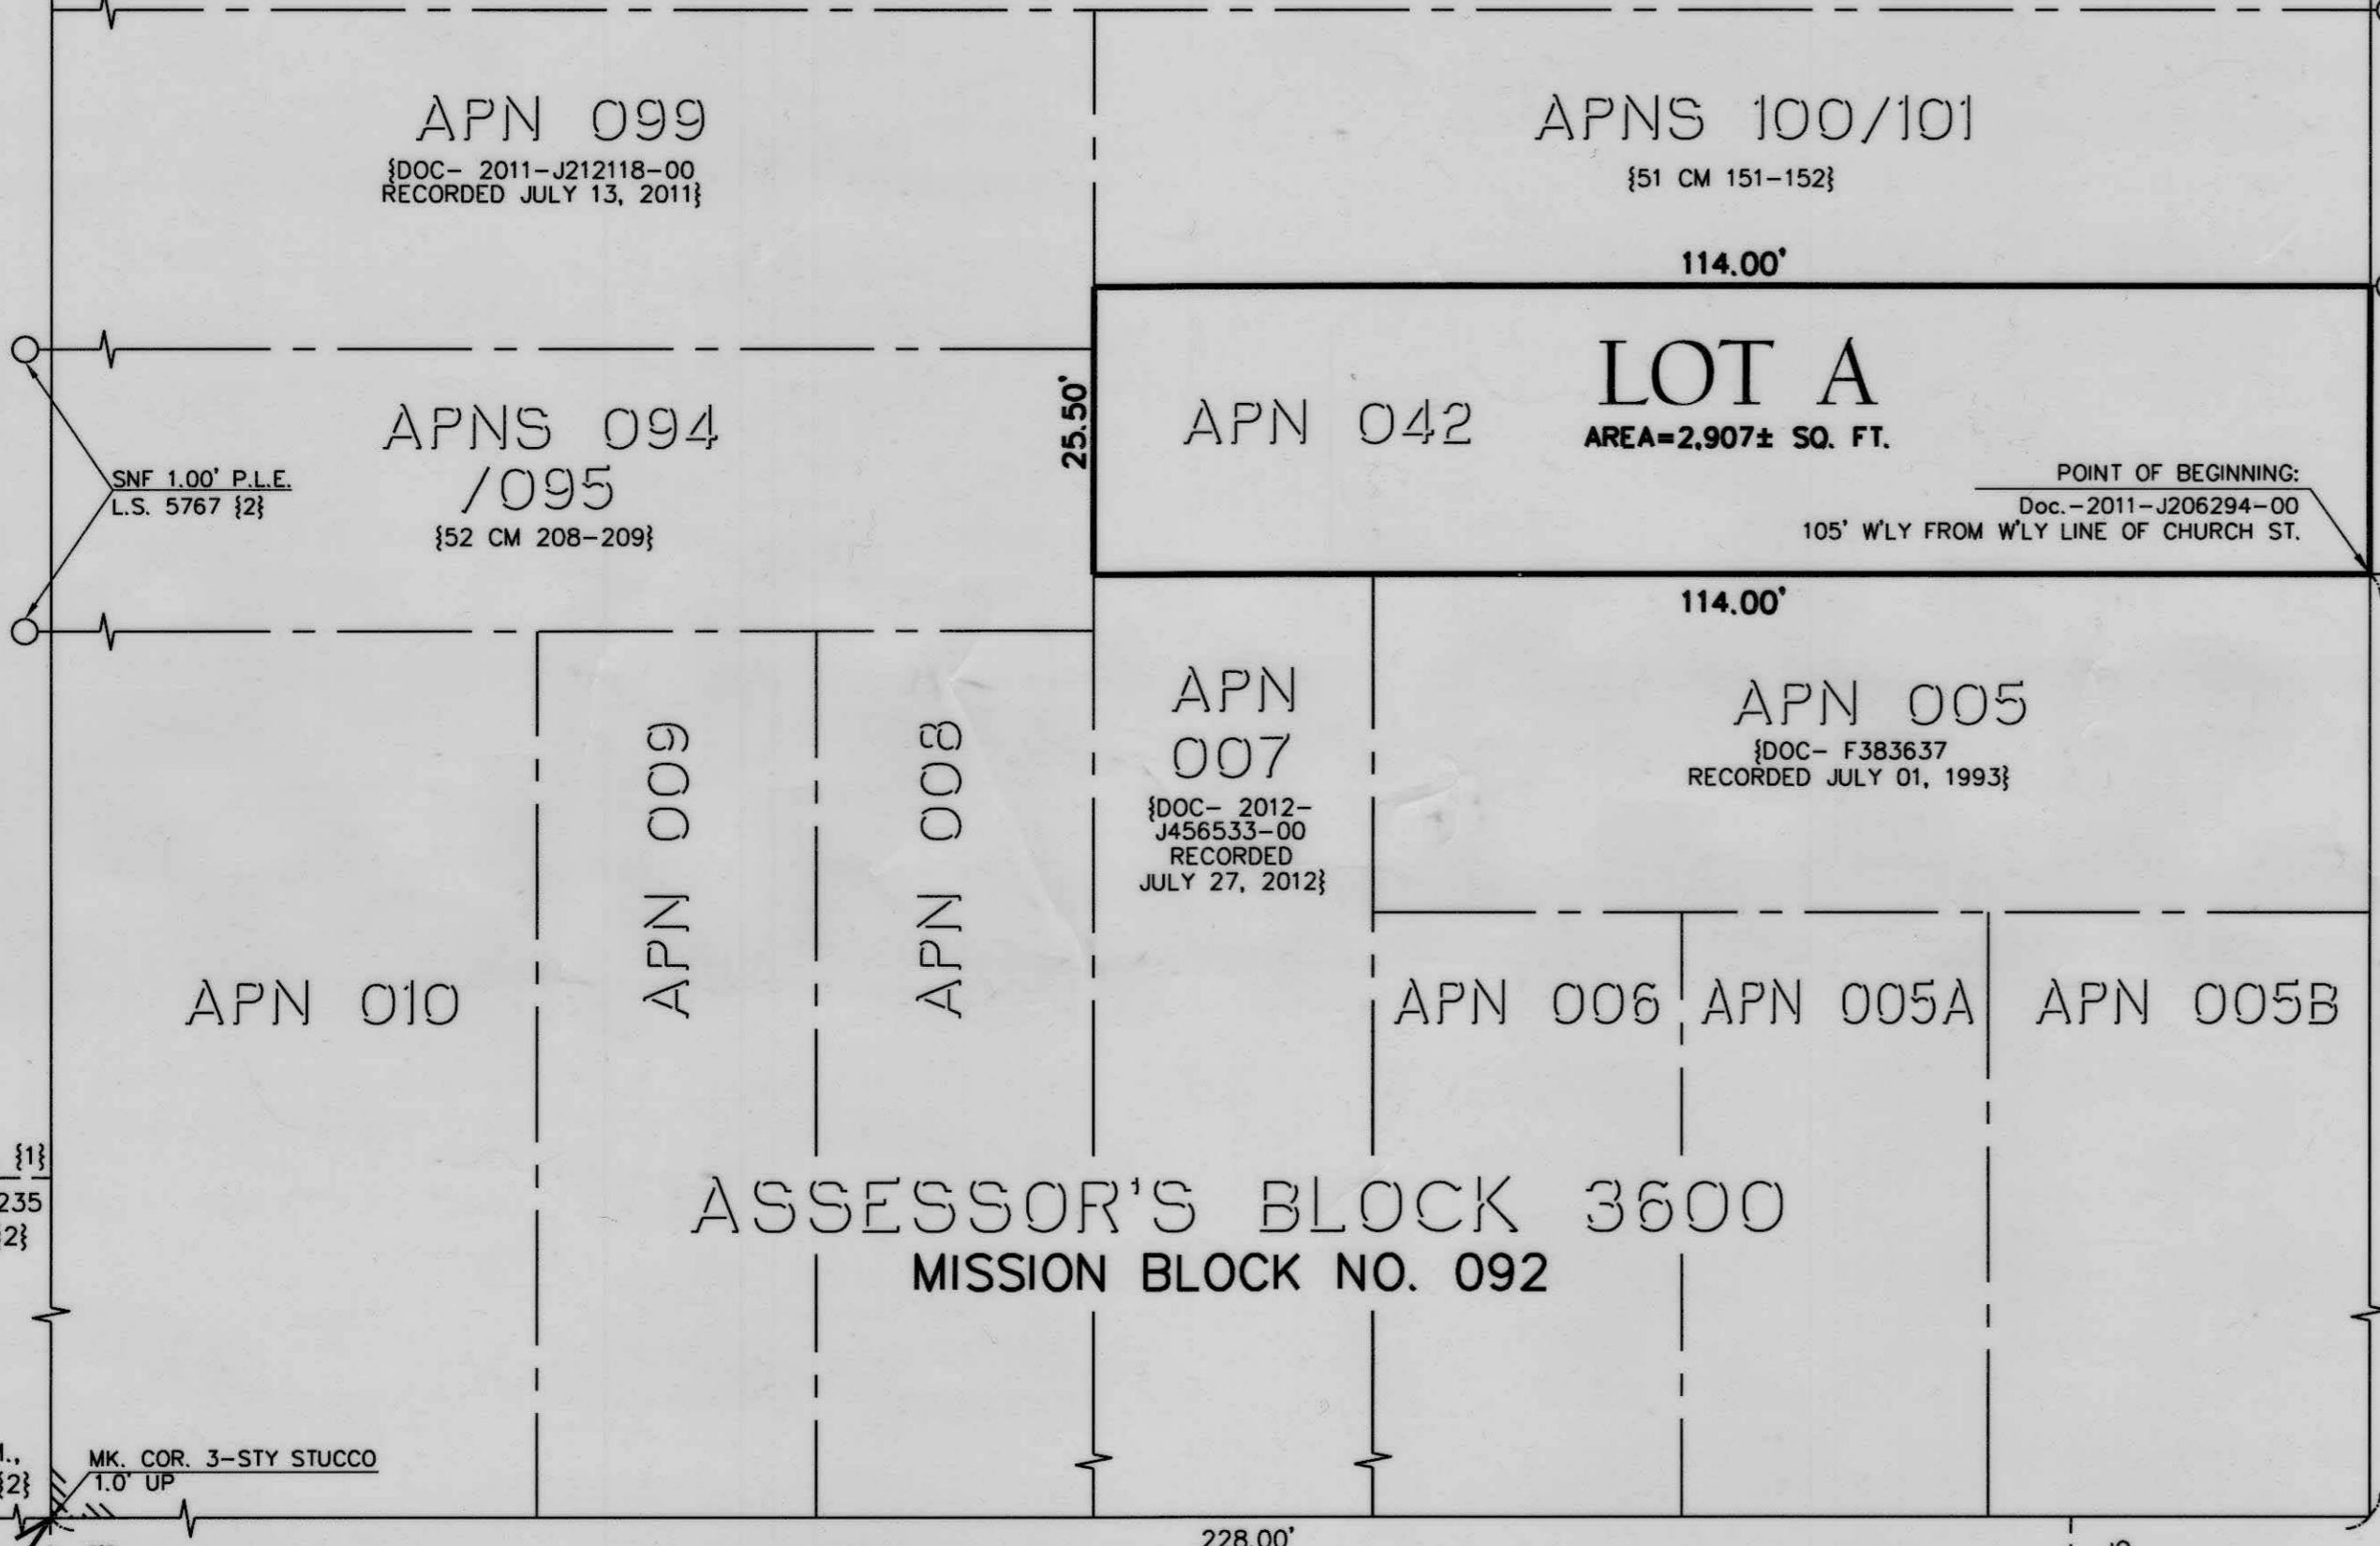 APN 099
{DOC- 2011-J212118-00
RECORDED JULY 13, 2011}
APNS 100/101
{51 CM 151-152}
114.00'
LOT A
AREA=2,907± SQ. FT.
APN 042
25.50'
POINT OF BEGINNING:
Doc.-2011-J206294-00
105' W'LY FROM W'LY LINE OF CHURCH ST.
114.00'
APNS 094
/095
{52 CM 208-209}
SNF 1.00' P.L.E.
L.S. 5767 {2}
APN
007
{DOC- 2012-
J456533-00
RECORDED
JULY 27, 2012}
APN 005
{DOC- F383637
RECORDED JULY 01, 1993}
APN 010
APN 009
APN 008
APN 006
APN 005A
APN 005B
{1}
235
2}
ASSESSOR'S BLOCK 3600
MISSION BLOCK NO. 092
MK. COR. 3-STY STUCCO
1.0' UP
{2}
228.00'